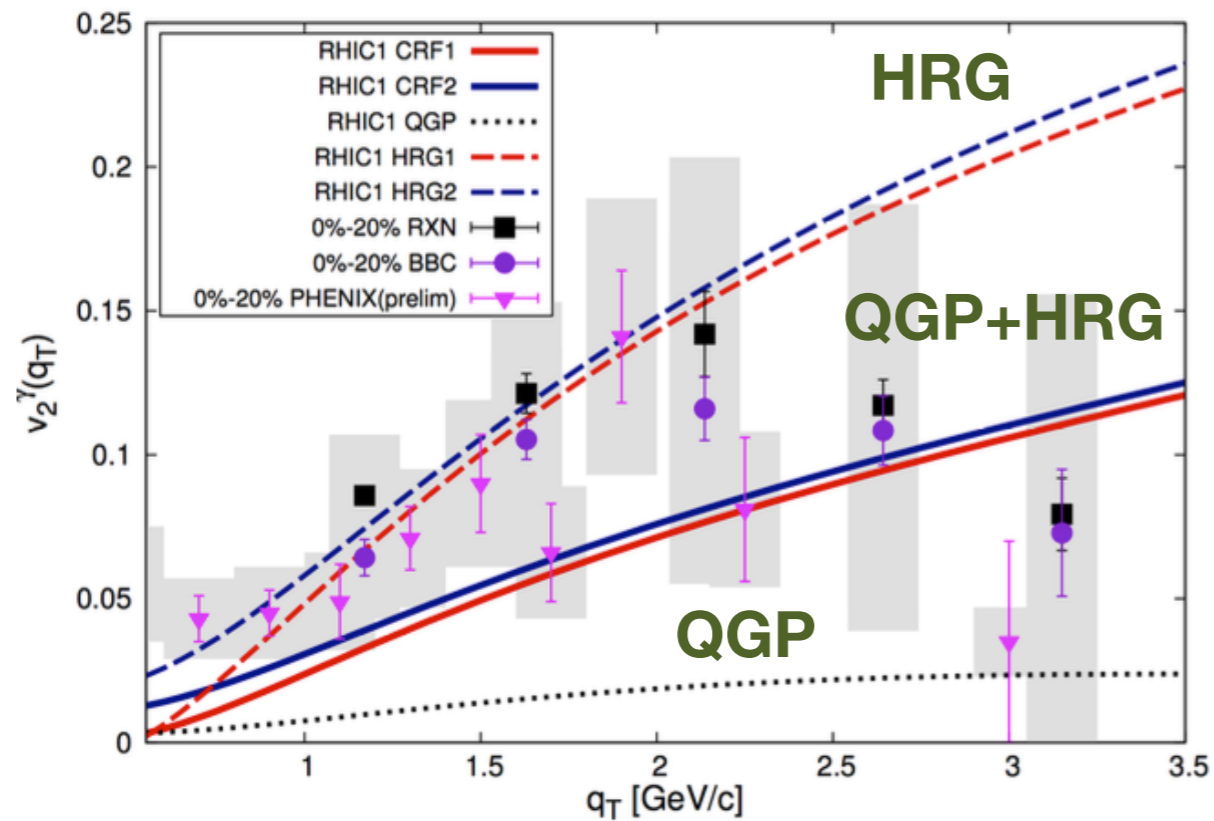 0.25
0.2
0.15
0.1
0.05
0
v₂ᵞ(q_T)
RHIC1 CRF1
RHIC1 CRF2
RHIC1 QGP
RHIC1 HRG1
RHIC1 HRG2
0%-20% RXN
0%-20% BBC
0%-20% PHENIX(prelim)
HRG
QGP+HRG
QGP
1 1.5 2 2.5 3 3.5
q_T [GeV/c]